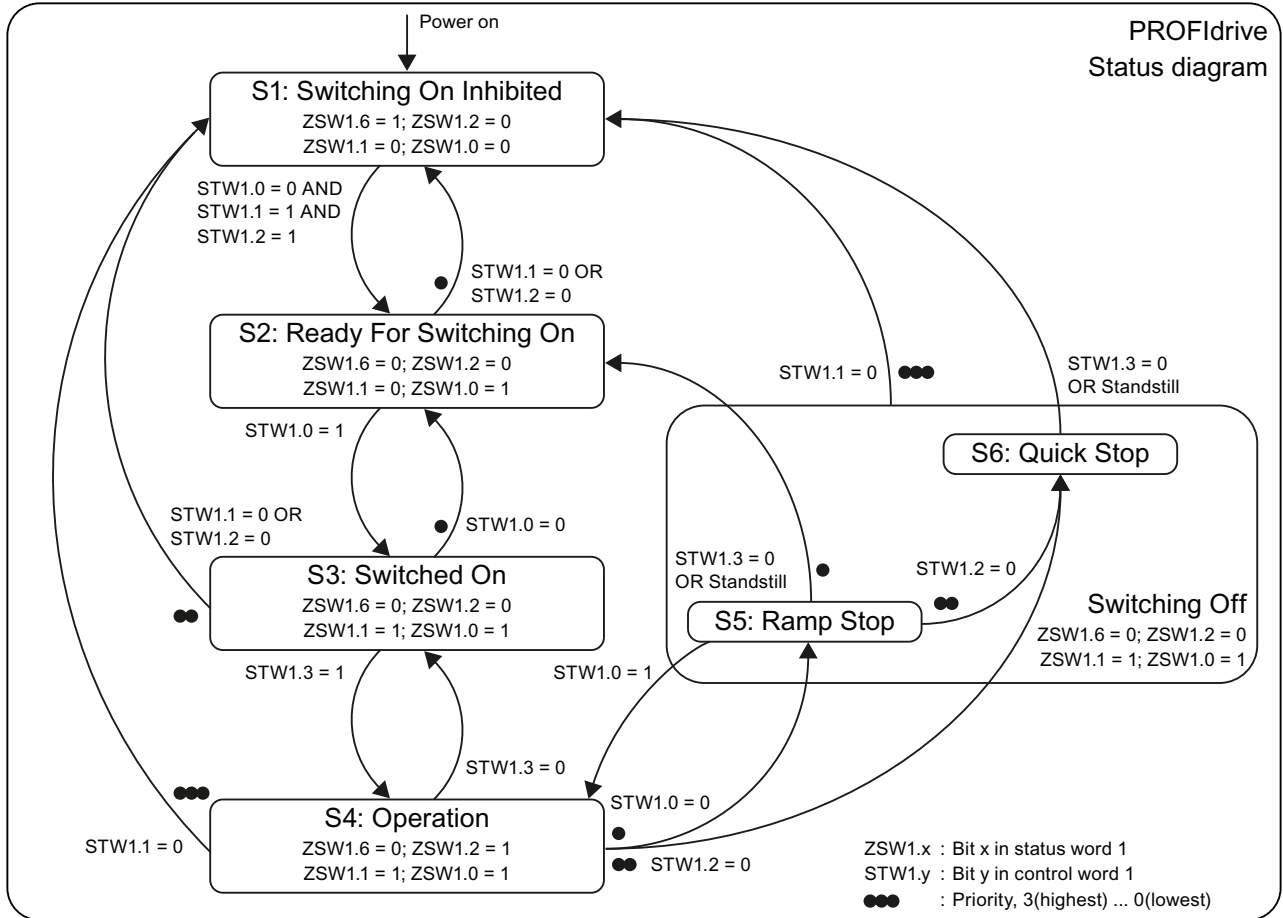 Power on
PROFIdrive
Status diagram
S1: Switching On Inhibited
ZSW1.6 = 1; ZSW1.2 = 0
ZSW1.1 = 0; ZSW1.0 = 0
STW1.0 = 0 AND
STW1.1 = 1 AND
STW1.2 = 1
STW1.1 = 0 OR
STW1.2 = 0
S2: Ready For Switching On
ZSW1.6 = 0; ZSW1.2 = 0
ZSW1.1 = 0; ZSW1.0 = 1
STW1.1 = 0
STW1.3 = 0
OR Standstill
STW1.0 = 1
S6: Quick Stop
STW1.1 = 0 OR
STW1.2 = 0
STW1.0 = 0
STW1.3 = 0
OR Standstill
STW1.2 = 0
S3: Switched On
ZSW1.6 = 0; ZSW1.2 = 0
ZSW1.1 = 1; ZSW1.0 = 1
S5: Ramp Stop
Switching Off
ZSW1.6 = 0; ZSW1.2 = 0
ZSW1.1 = 1; ZSW1.0 = 1
STW1.3 = 1
STW1.0 = 1
STW1.3 = 0
STW1.0 = 0
S4: Operation
ZSW1.6 = 0; ZSW1.2 = 1
ZSW1.1 = 1; ZSW1.0 = 1
STW1.1 = 0
STW1.2 = 0
ZSW1.x : Bit x in status word 1
STW1.y : Bit y in control word 1
●●● : Priority, 3(highest) ... 0(lowest)